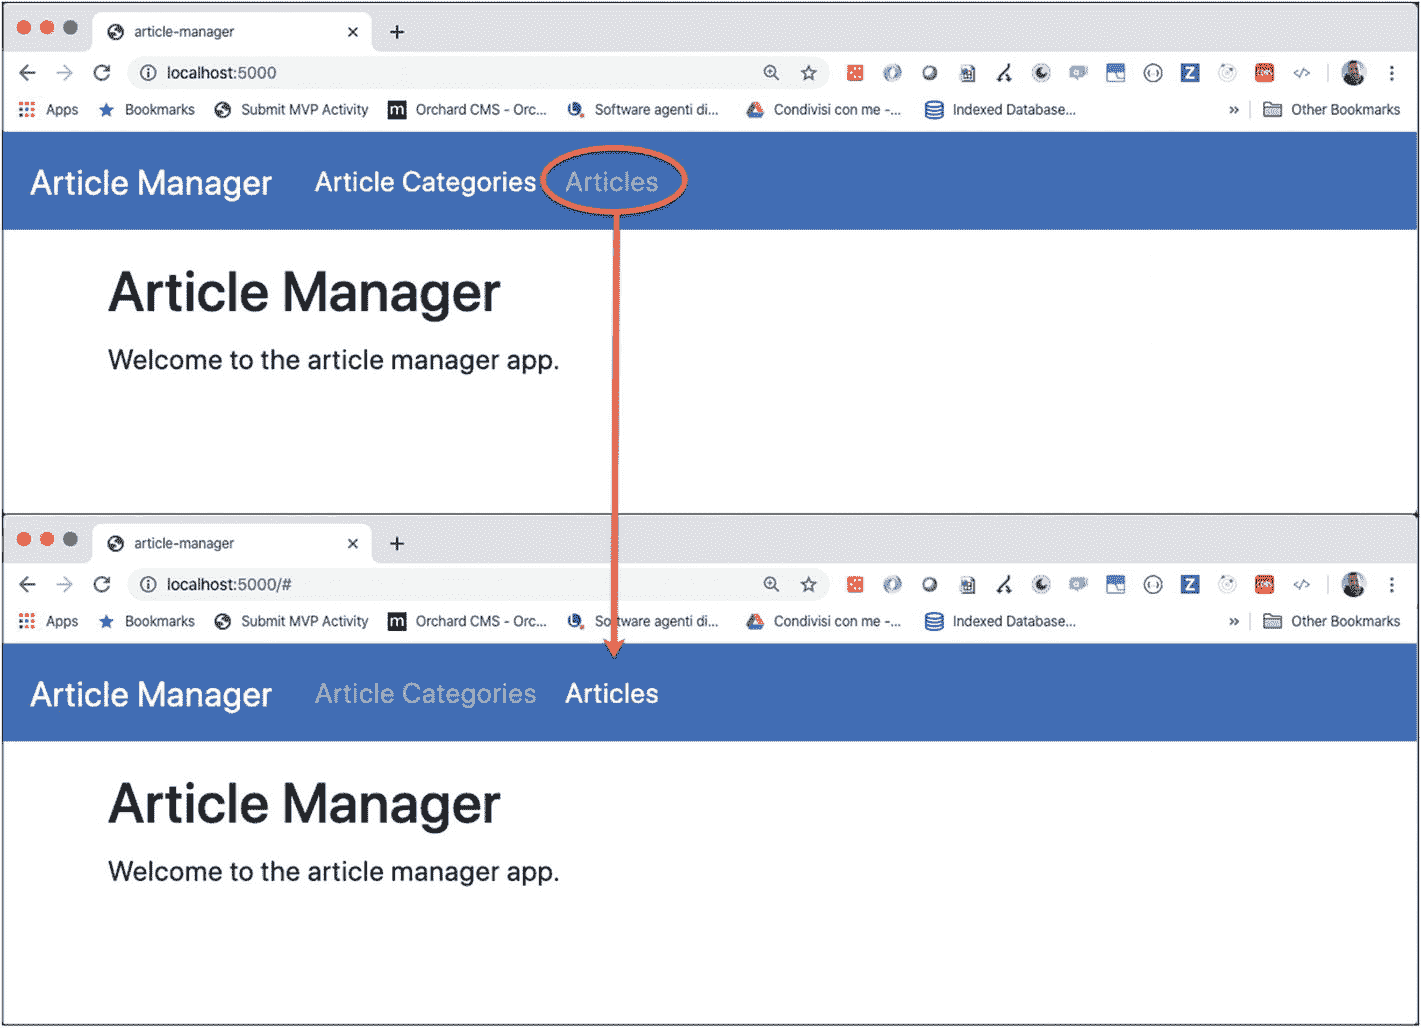 article-manager
localhost:5000
Apps Bookmarks Submit MVP Activity Orchard CMS - Orc... Software agenti di... Condivisi con me -... Indexed Database... » Other Bookmarks
Article Manager Article Categories Articles
Article Manager
Welcome to the article manager app.
article-manager
localhost:5000/#
Apps Bookmarks Submit MVP Activity Orchard CMS - Orc... Software agenti di... Condivisi con me -... Indexed Database... » Other Bookmarks
Article Manager Article Categories Articles
Article Manager
Welcome to the article manager app.